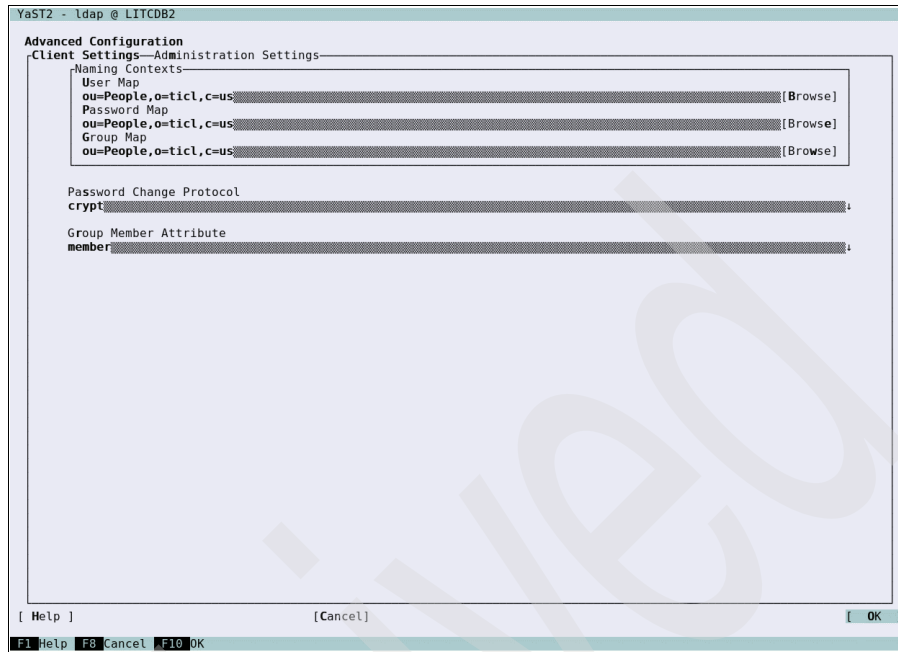 YaST2 - ldap @ LITCDB2
Advanced Configuration
Client Settings—Administration Settings
Naming Contexts
User Map
ou=People,o=ticl,c=us [Browse]
Password Map
ou=People,o=ticl,c=us [Browse]
Group Map
ou=People,o=ticl,c=us [Browse]
Password Change Protocol
crypt ↓
Group Member Attribute
member ↓
[ Help ] [Cancel] [ OK
F1 Help F8 Cancel F10 OK